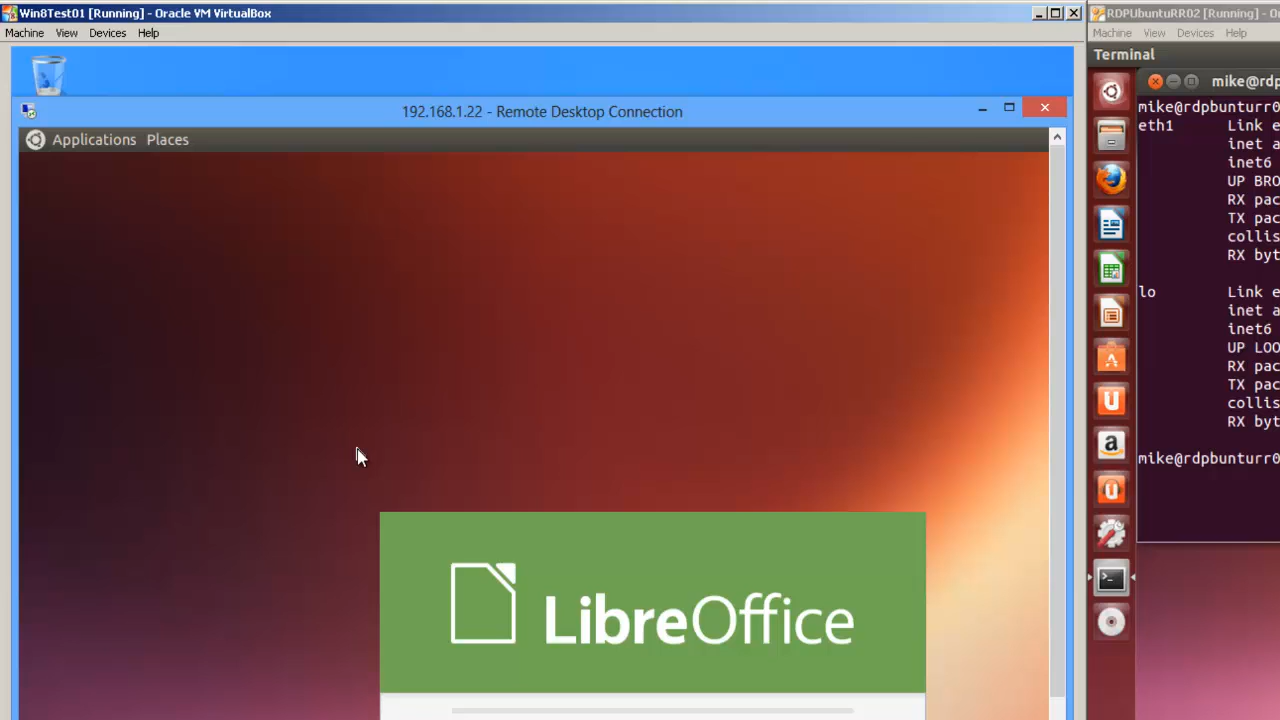 Win8Test01 [Running] - Oracle VM VirtualBox
Machine View Devices Help
192.168.1.22 - Remote Desktop Connection
Applications Places
LibreOffice
RDPUbuntuRR02 [Running] - O
Machine View Devices Help
Terminal
mike@rd
mike@rdpbunturr0
eth1 Link e
inet a
inet6
UP BRO
RX pac
TX pac
collis
RX byt
lo Link e
inet a
inet6
UP LOO
RX pac
TX pac
collis
RX byt
mike@rdpbunturr0